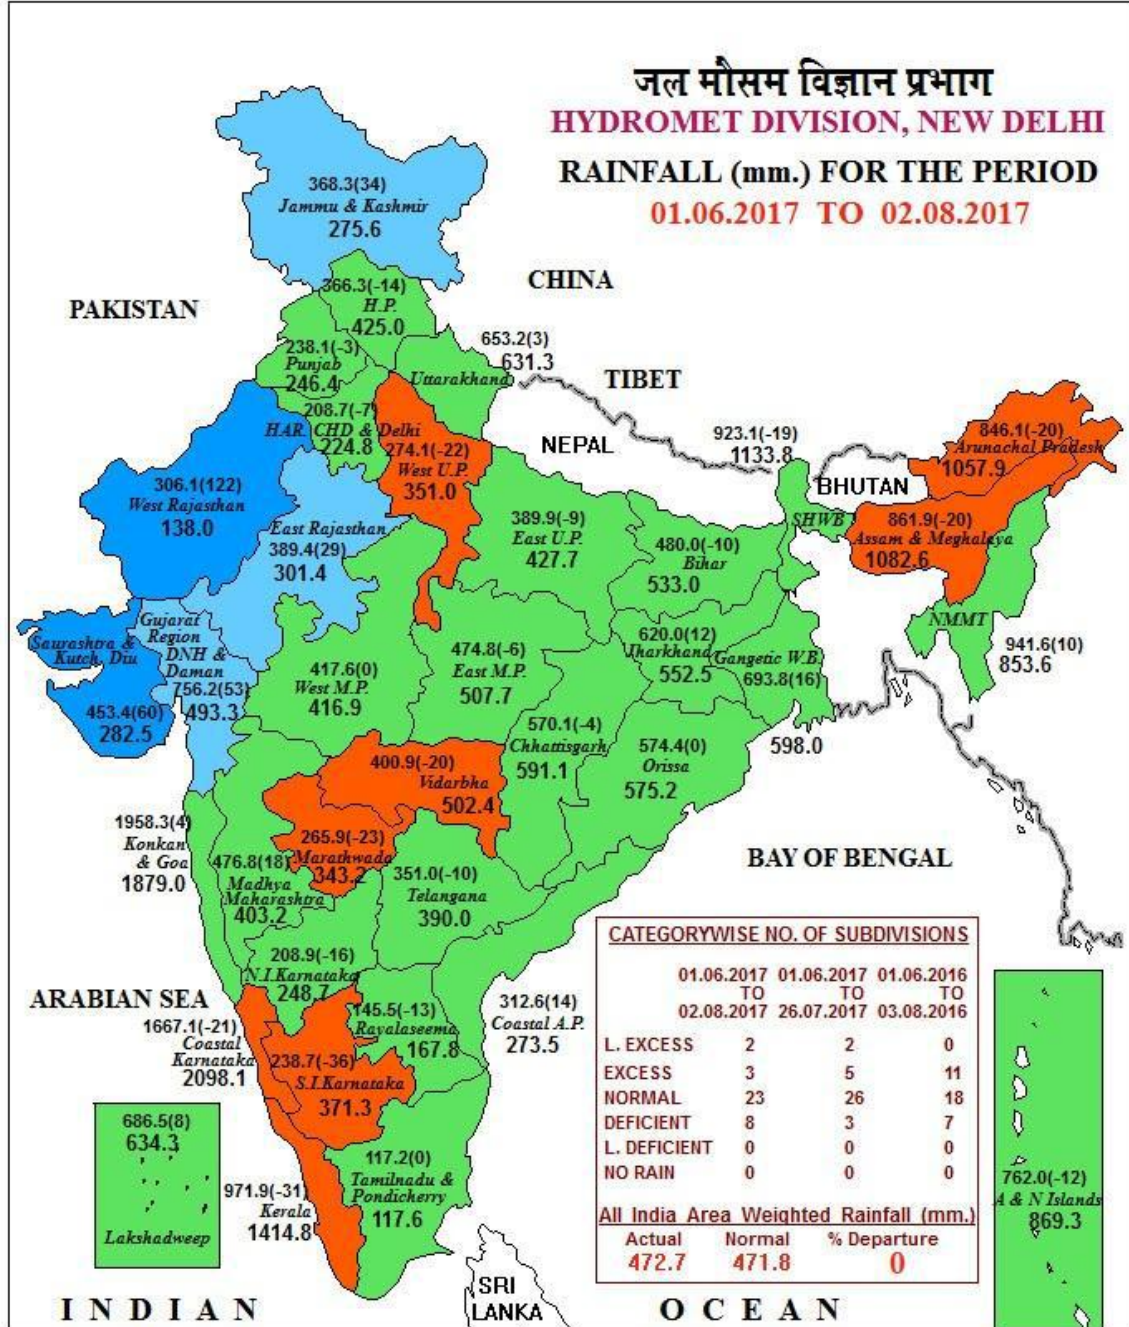 जल मौसम विज्ञान प्रभाग
HYDROMET DIVISION, NEW DELHI
RAINFALL (mm.) FOR THE PERIOD
01.06.2017 TO 02.08.2017
368.3(34)
Jammu & Kashmir
275.6
CHINA
PAKISTAN
366.3(-14)
H.P.
425.0
653.2(3)
631.3
Uttarakhand
TIBET
238.1(-3)
Punjab
246.4
208.7(-7)
HAR. CHD & Delhi
224.8
274.1(-22)
West U.P.
351.0
NEPAL
923.1(-19)
1133.8
SHWB
BHUTAN
846.1(-20)
Arunachal Pradesh
1057.9
306.1(122)
West Rajasthan
138.0
East Rajasthan
389.4(29)
301.4
389.9(-9)
East U.P.
427.7
480.0(-10)
Bihar
533.0
861.9(-20)
Assam & Meghalaya
1082.6
NMMT
941.6(10)
853.6
Saurashtra &
Kutch, Diu
453.4(60)
282.5
Gujarat
Region
DNH &
Daman
756.2(53)
493.3
417.6(0)
West M.P.
416.9
474.8(-6)
East M.P.
507.7
620.0(12)
Jharkhand
552.5
Gangetic W.B.
693.8(16)
598.0
570.1(-4)
Chhattisgarh
591.1
574.4(0)
Orissa
575.2
400.9(-20)
Vidarbha
502.4
1958.3(4)
Konkan
& Goa
1879.0
476.8(18)
Madhya
Maharashtra
403.2
265.9(-23)
Marathwada
343.2
351.0(-10)
Telangana
390.0
BAY OF BENGAL
208.9(-16)
N.I.Karnataka
248.7
ARABIAN SEA
1667.1(-21)
Coastal
Karnataka
2098.1
145.5(-13)
Rayalaseema
167.8
312.6(14)
Coastal A.P.
273.5
238.7(-36)
S.I.Karnataka
371.3
686.5(8)
634.3
Lakshadweep
971.9(-31)
Kerala
1414.8
117.2(0)
Tamilnadu &
Pondicherry
117.6
CATEGORYWISE NO. OF SUBDIVISIONS
01.06.2017 01.06.2017 01.06.2016
TO TO TO
02.08.2017 26.07.2017 03.08.2016
L. EXCESS 2 2 0
EXCESS 3 5 11
NORMAL 23 26 18
DEFICIENT 8 3 7
L. DEFICIENT 0 0 0
NO RAIN 0 0 0
All India Area Weighted Rainfall (mm.)
Actual Normal % Departure
472.7 471.8 0
762.0(-12)
A & N Islands
869.3
SRI
LANKA
INDIAN OCEAN